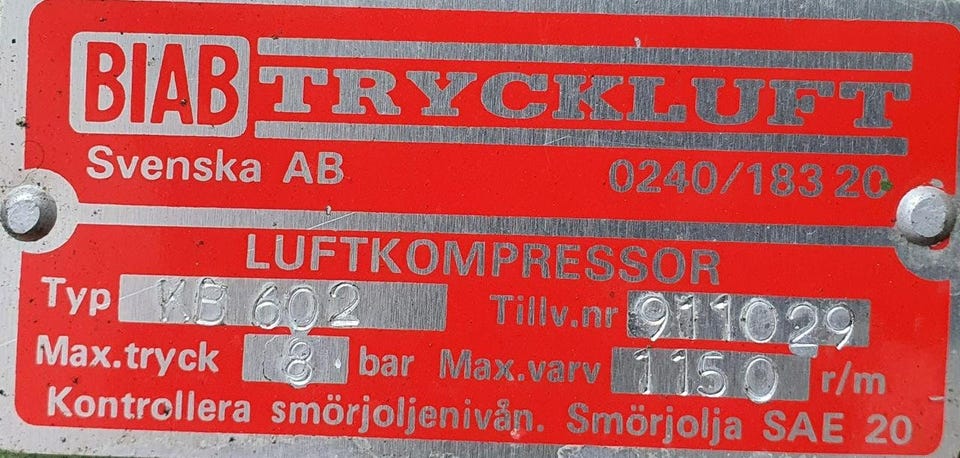 BIAB TRYCKLUFT
Svenska AB 0240/183 20
LUFTKOMPRESSOR
Typ KB 602 Tillv.nr 911029
Max.tryck 8 bar Max.varv 1150 r/m
Kontrollera smörjoljenivån. Smörjolja SAE 20